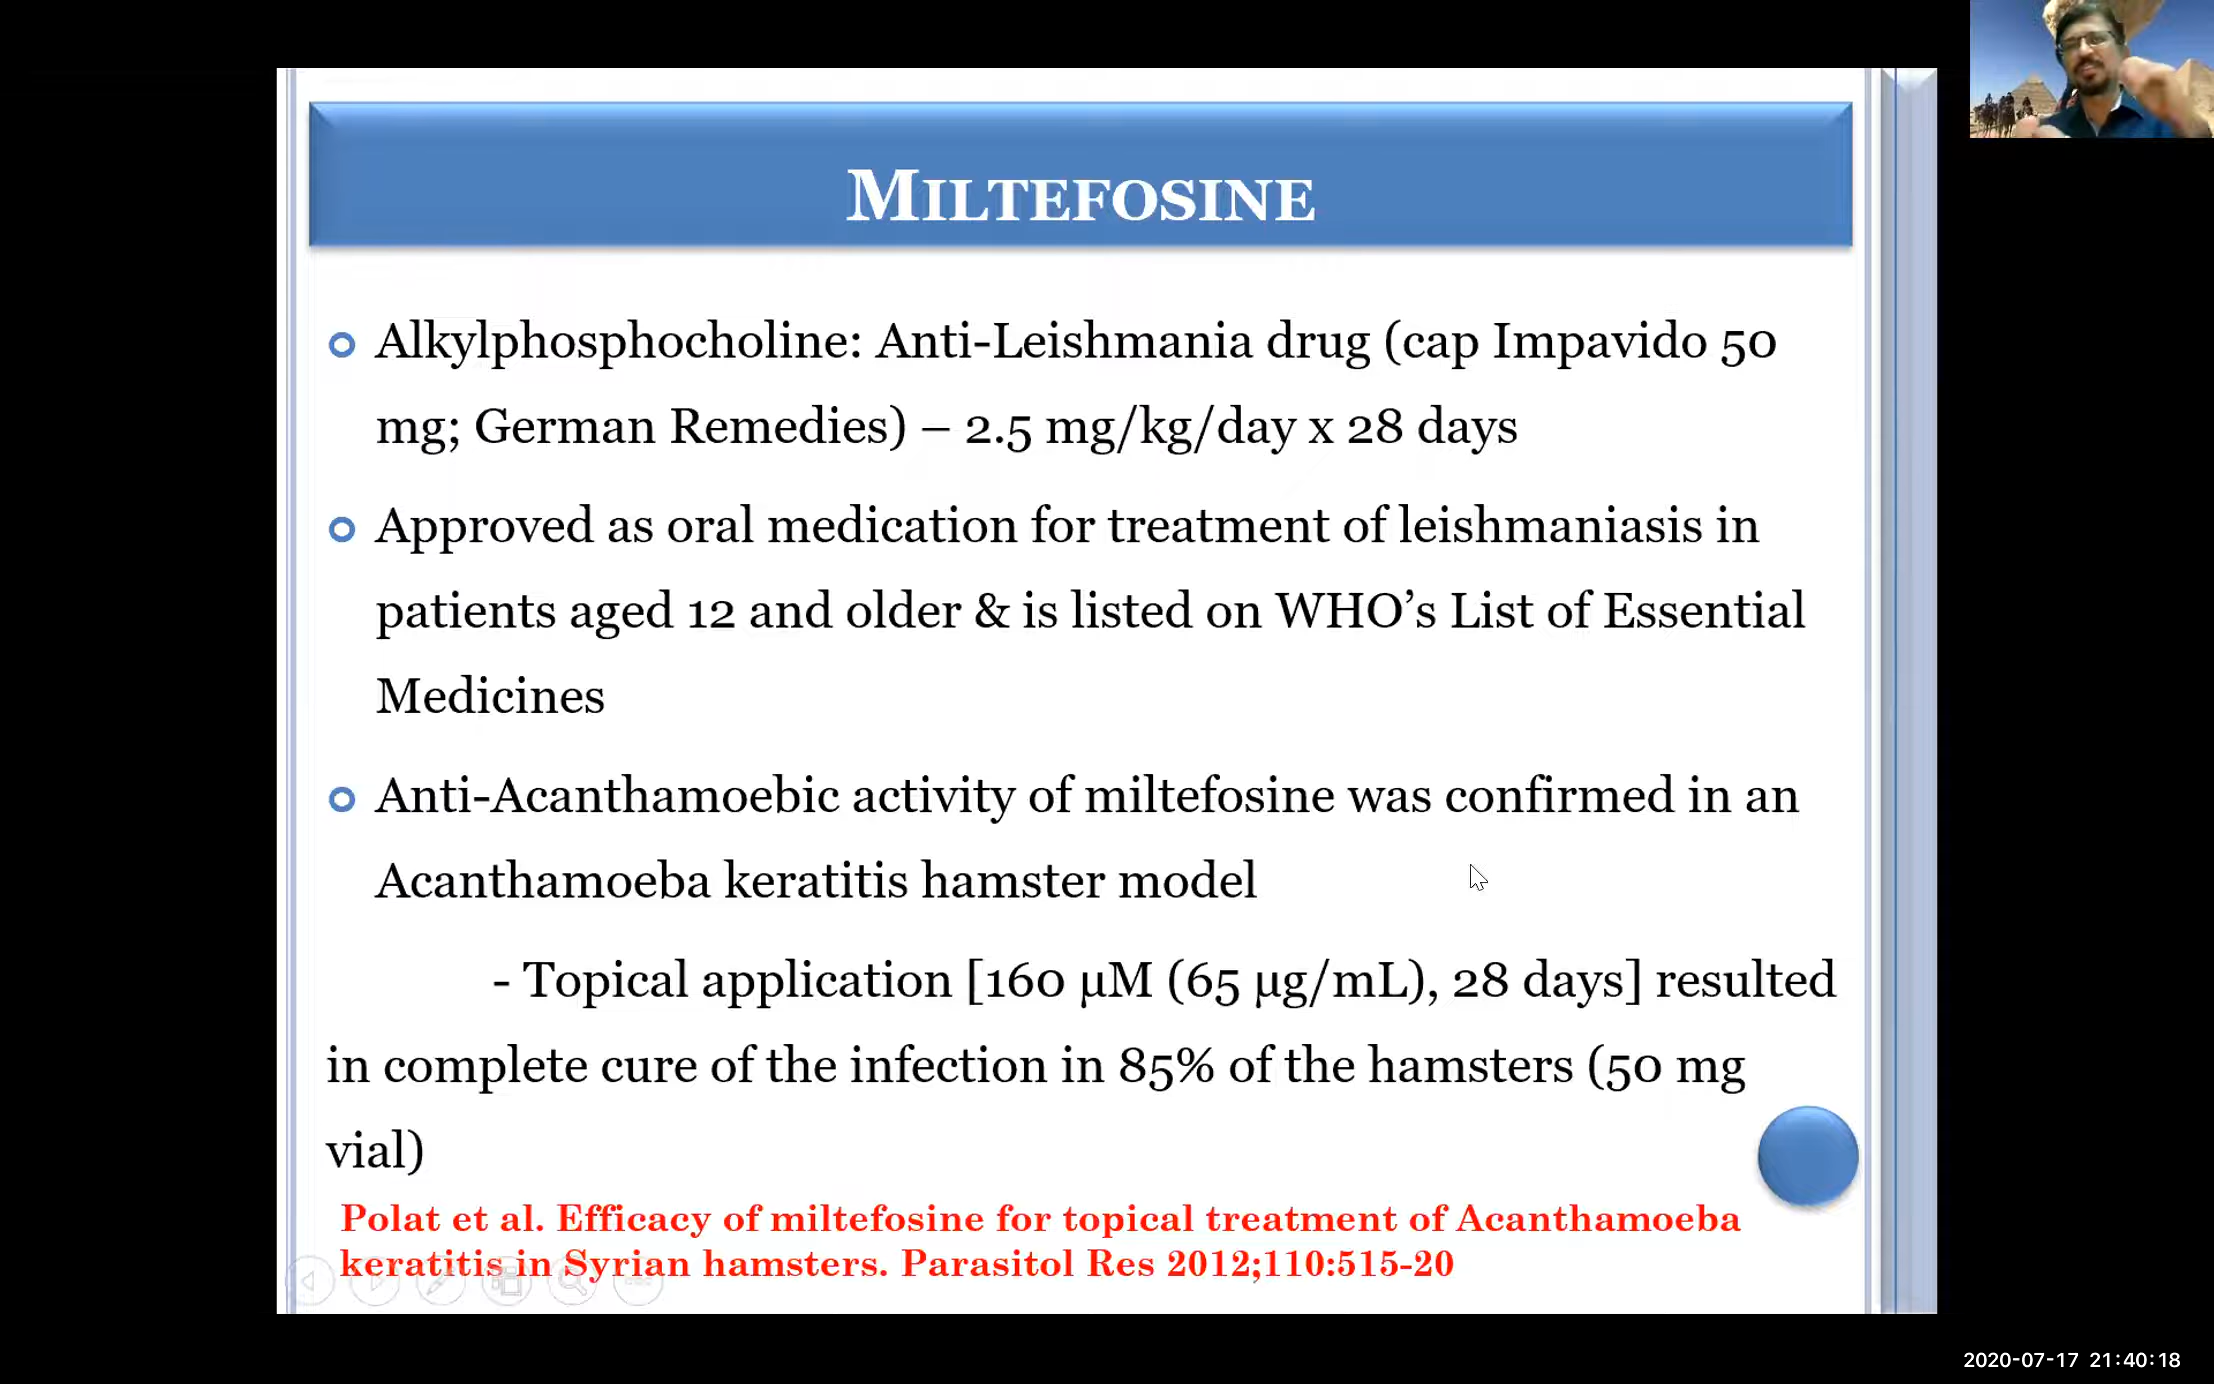 MILTEFOSINE
Alkylphosphocholine: Anti-Leishmania drug (cap Impavido 50
mg; German Remedies) – 2.5 mg/kg/day x 28 days
Approved as oral medication for treatment of leishmaniasis in
patients aged 12 and older & is listed on WHO’s List of Essential
Medicines
Anti-Acanthamoebic activity of miltefosine was confirmed in an
Acanthamoeba keratitis hamster model
- Topical application [160 µM (65 µg/mL), 28 days] resulted
in complete cure of the infection in 85% of the hamsters (50 mg
vial)
Polat et al. Efficacy of miltefosine for topical treatment of Acanthamoeba
keratitis in Syrian hamsters. Parasitol Res 2012;110:515-20
2020-07-17 21:40:18